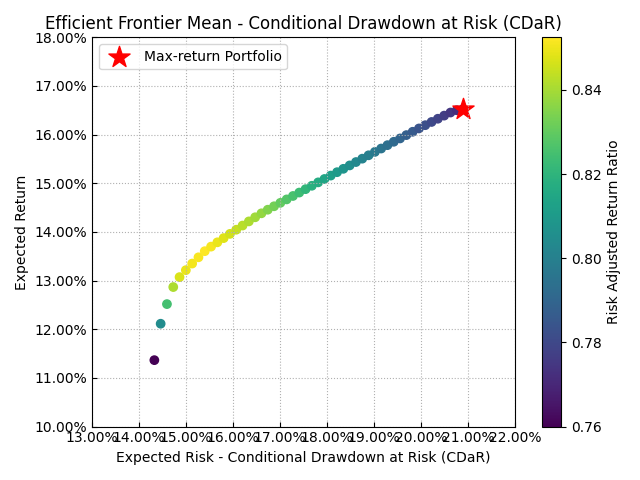 Efficient Frontier Mean - Conditional Drawdown at Risk (CDaR)
18.00%
17.00%
16.00%
15.00%
14.00%
13.00%
12.00%
11.00%
10.00%
Expected Return
Max-return Portfolio
13.00% 14.00% 15.00% 16.00% 17.00% 18.00% 19.00% 20.00% 21.00% 22.00%
Expected Risk - Conditional Drawdown at Risk (CDaR)
0.84
0.82
0.80
0.78
0.76
Risk Adjusted Return Ratio